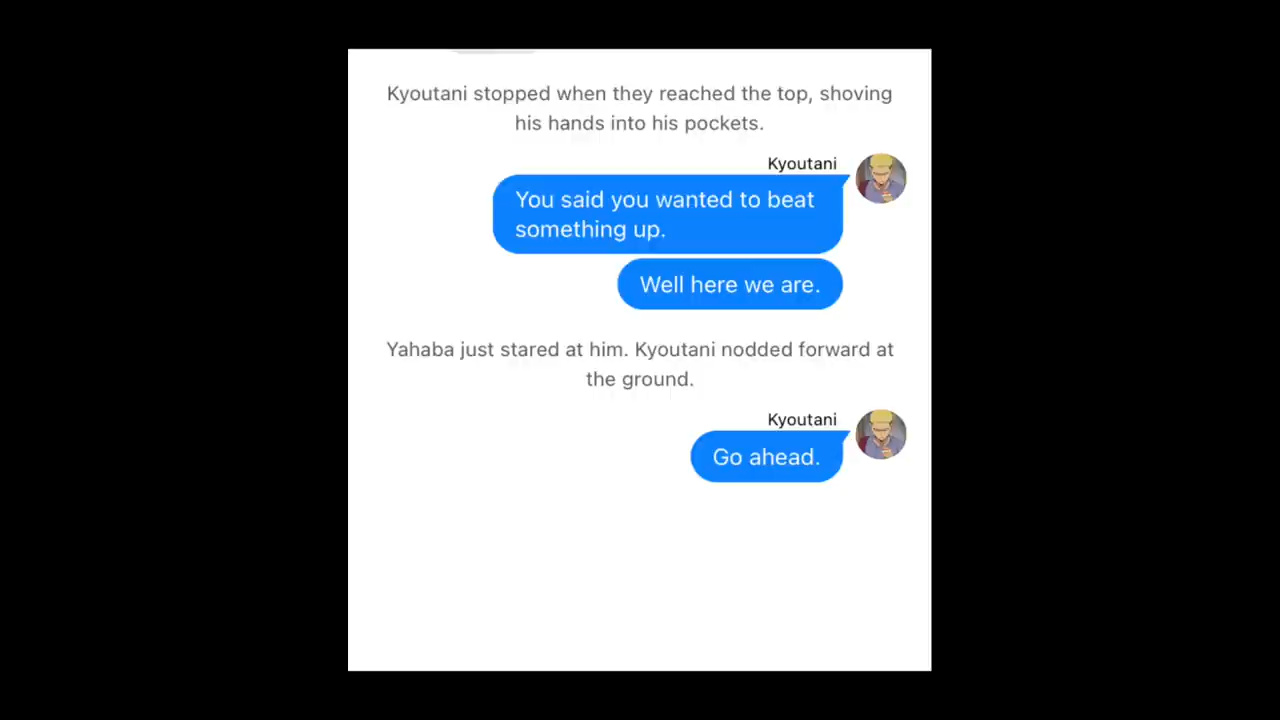 Kyoutani stopped when they reached the top, shoving
his hands into his pockets.
Kyoutani
You said you wanted to beat
something up.
Well here we are.
Yahaba just stared at him. Kyoutani nodded forward at
the ground.
Kyoutani
Go ahead.